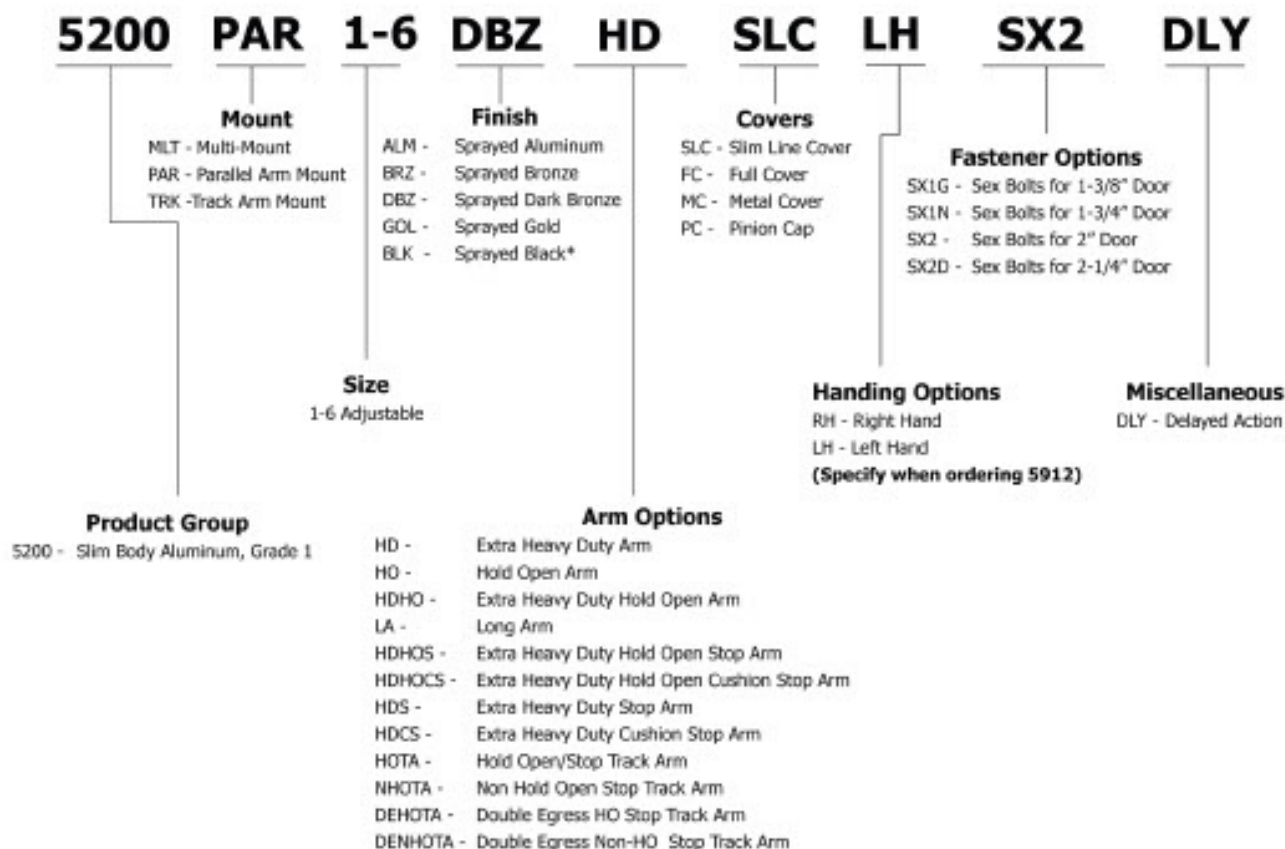 5200 PAR 1-6 DBZ HD SLC LH SX2 DLY
Mount
MLT - Multi-Mount
PAR - Parallel Arm Mount
TRK -Track Arm Mount
Finish
ALM - Sprayed Aluminum
BRZ - Sprayed Bronze
DBZ - Sprayed Dark Bronze
GOL - Sprayed Gold
BLK - Sprayed Black*
Covers
SLC - Slim Line Cover
FC - Full Cover
MC - Metal Cover
PC - Pinion Cap
Fastener Options
SX1G - Sex Bolts for 1-3/8" Door
SX1N - Sex Bolts for 1-3/4" Door
SX2 - Sex Bolts for 2" Door
SX2D - Sex Bolts for 2-1/4" Door
Size
1-6 Adjustable
Handing Options
RH - Right Hand
LH - Left Hand
(Specify when ordering 5912)
Miscellaneous
DLY - Delayed Action
Product Group
5200 - Slim Body Aluminum, Grade 1
Arm Options
HD - Extra Heavy Duty Arm
HO - Hold Open Arm
HDHO - Extra Heavy Duty Hold Open Arm
LA - Long Arm
HDHOS - Extra Heavy Duty Hold Open Stop Arm
HDHOCS - Extra Heavy Duty Hold Open Cushion Stop Arm
HDS - Extra Heavy Duty Stop Arm
HDCS - Extra Heavy Duty Cushion Stop Arm
HOTA - Hold Open/Stop Track Arm
NHOTA - Non Hold Open Stop Track Arm
DEHOTA - Double Egress HO Stop Track Arm
DENHOTA - Double Egress Non-HO Stop Track Arm